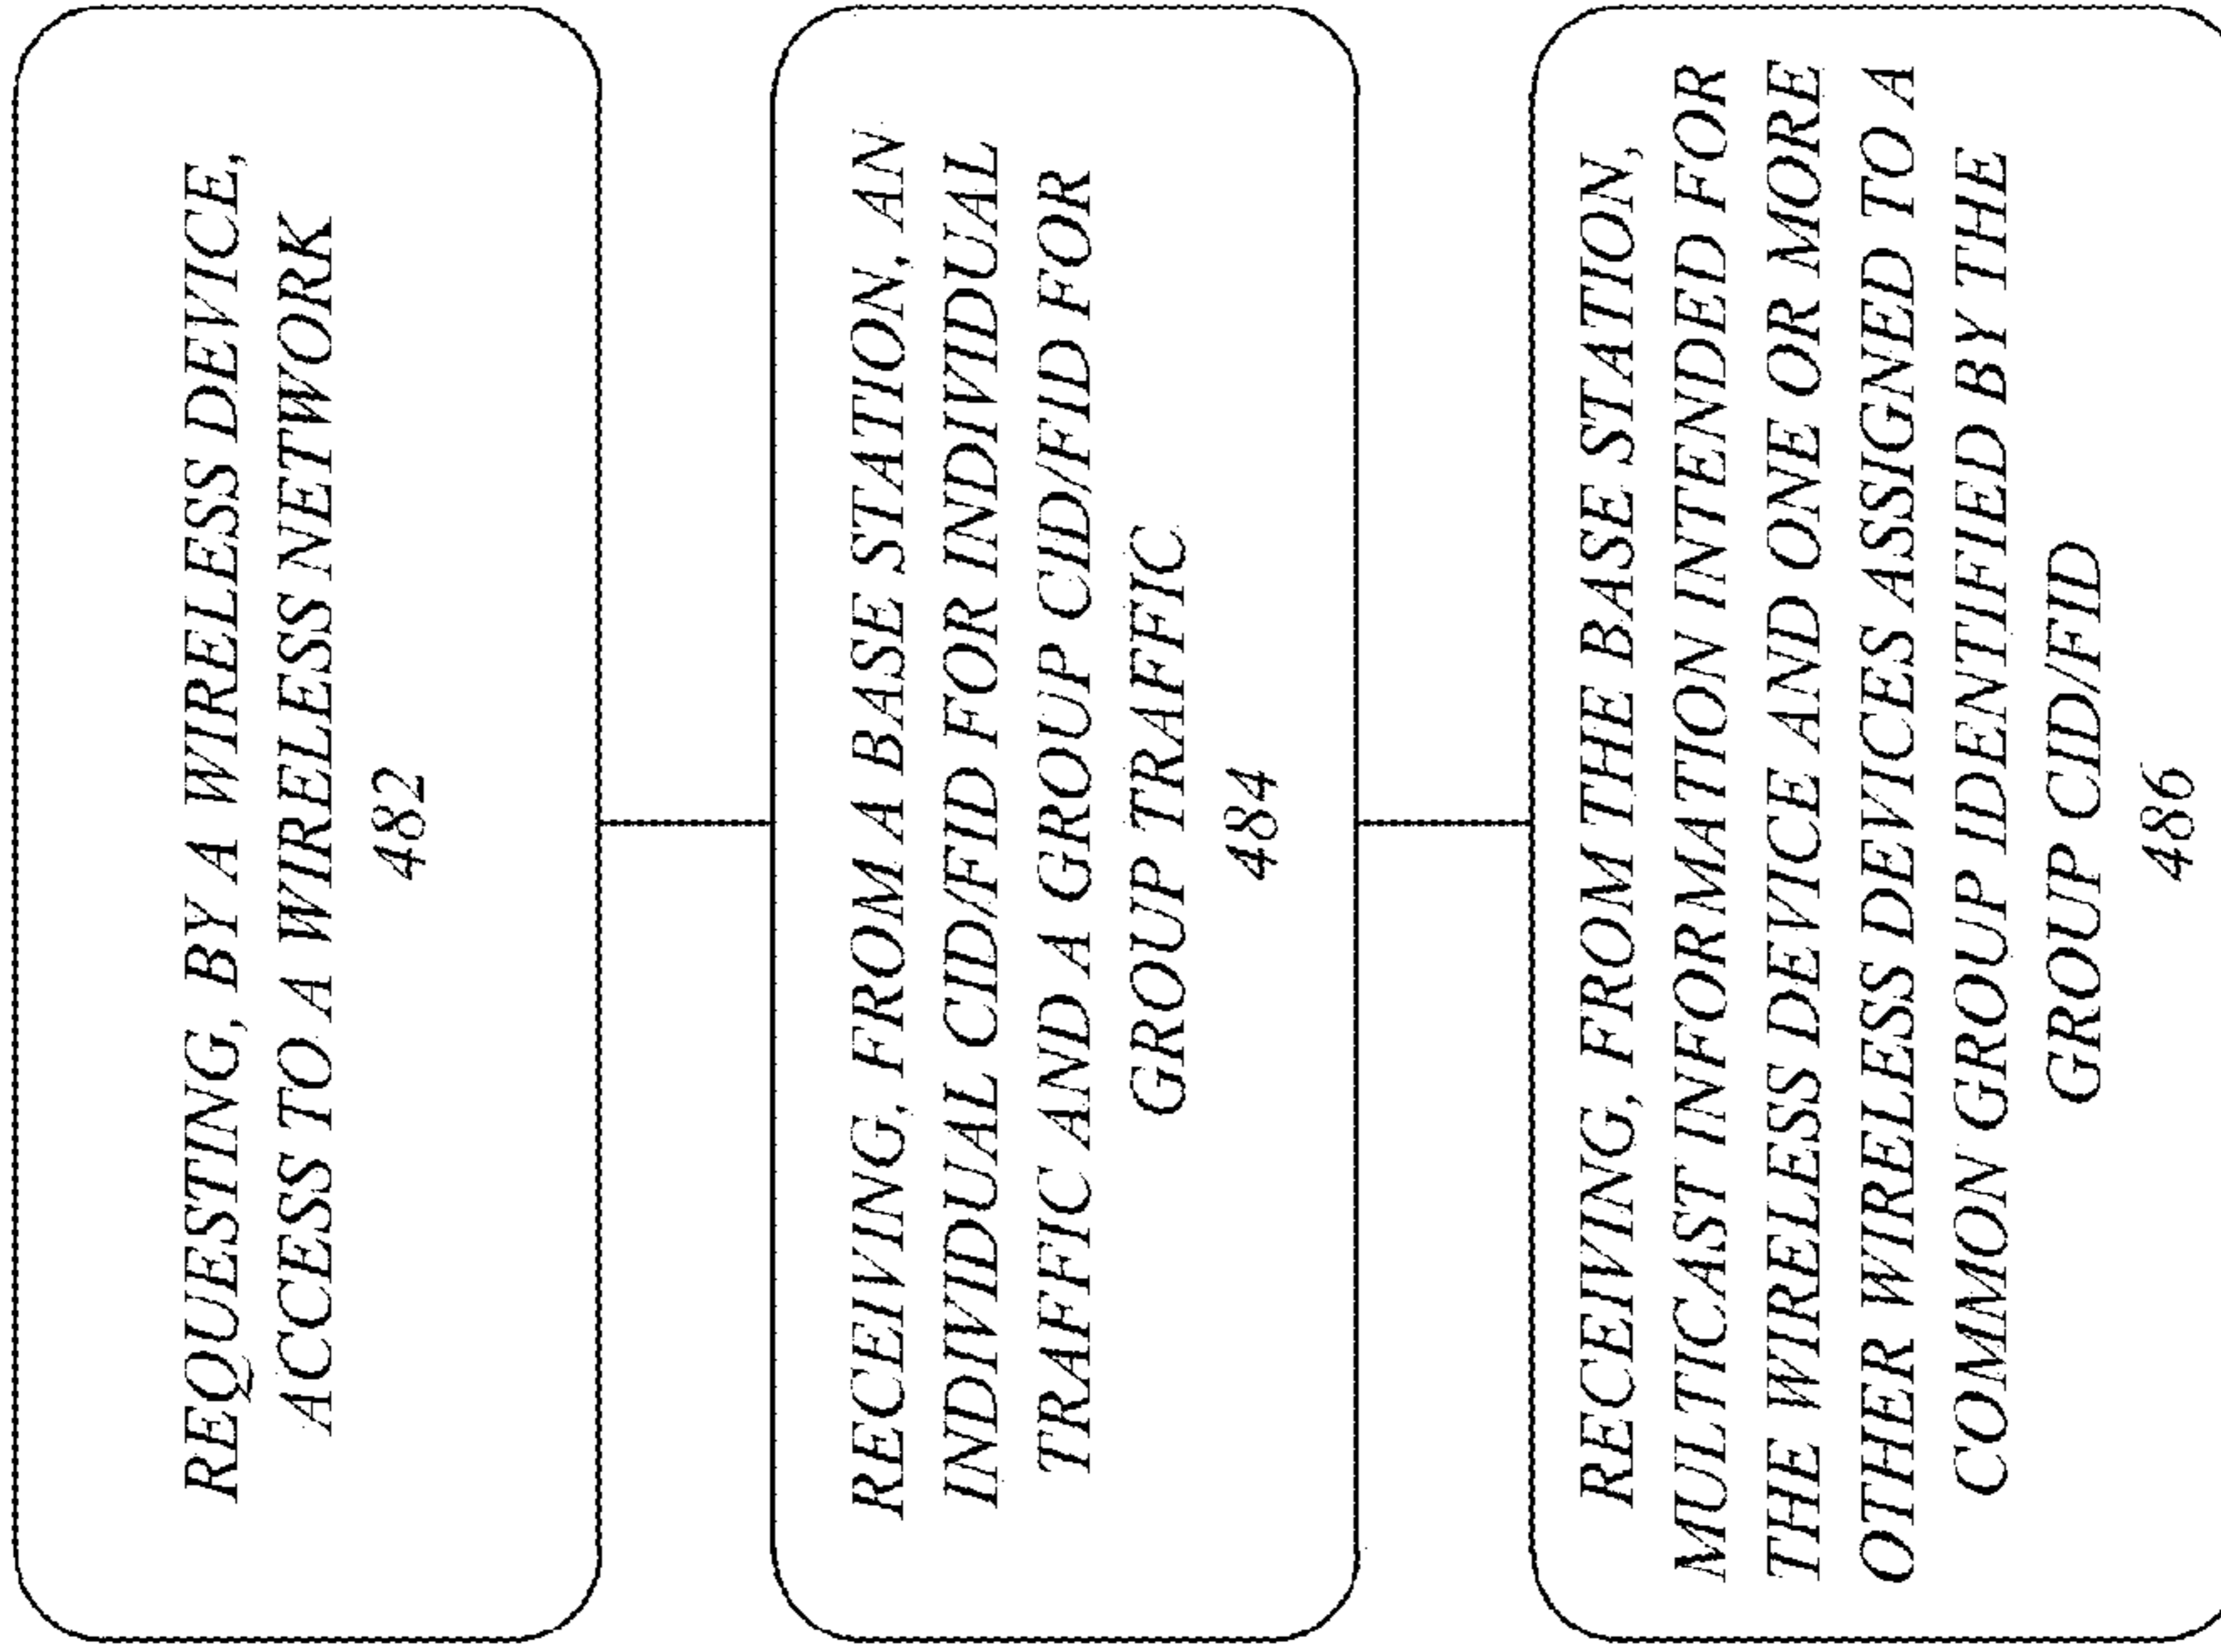 REQUESTING, BY A WIRELESS DEVICE,
ACCESS TO A WIRELESS NETWORK
482
RECEIVING, FROM A BASE STATION, AN
INDIVIDUAL CID/FID FOR INDIVIDUAL
TRAFFIC AND A GROUP CID/FID FOR
GROUP TRAFFIC
484
RECEIVING, FROM THE BASE STATION,
MULTICAST INFORMATION INTENDED FOR
THE WIRELESS DEVICE AND ONE OR MORE
OTHER WIRELESS DEVICES ASSIGNED TO A
COMMON GROUP IDENTIFIED BY THE
GROUP CID/FID
486